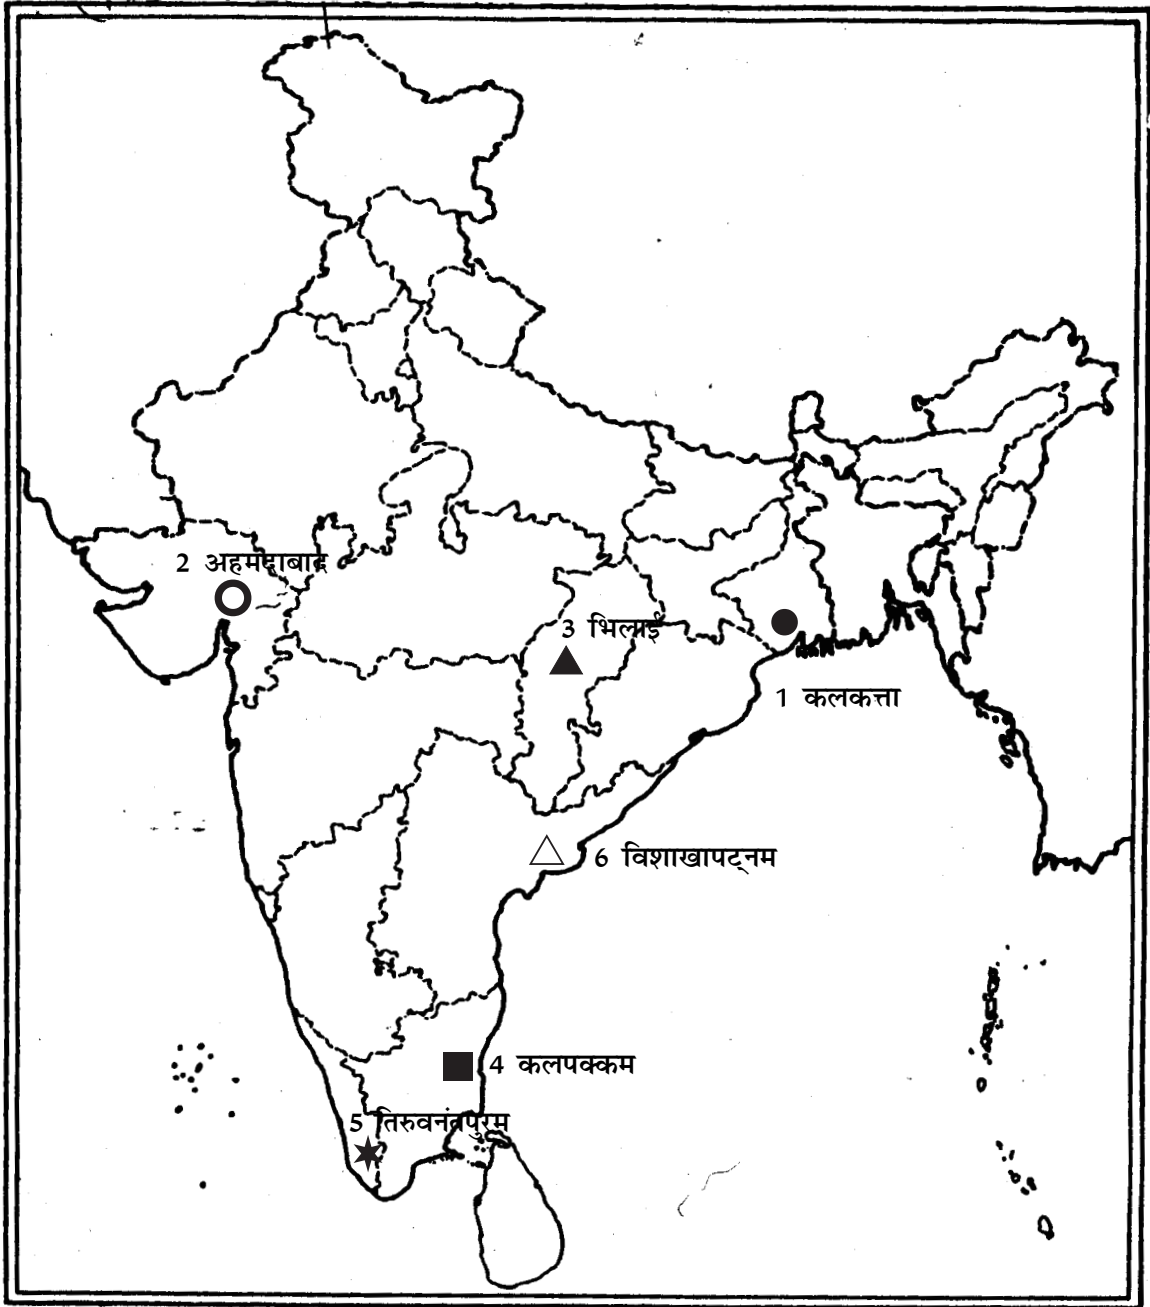 2 अहमदाबाद
3 भिलाई
1 कलकत्ता
6 विशाखापट्नम
4 कलपक्कम
5 तिरुवनंतपुरम